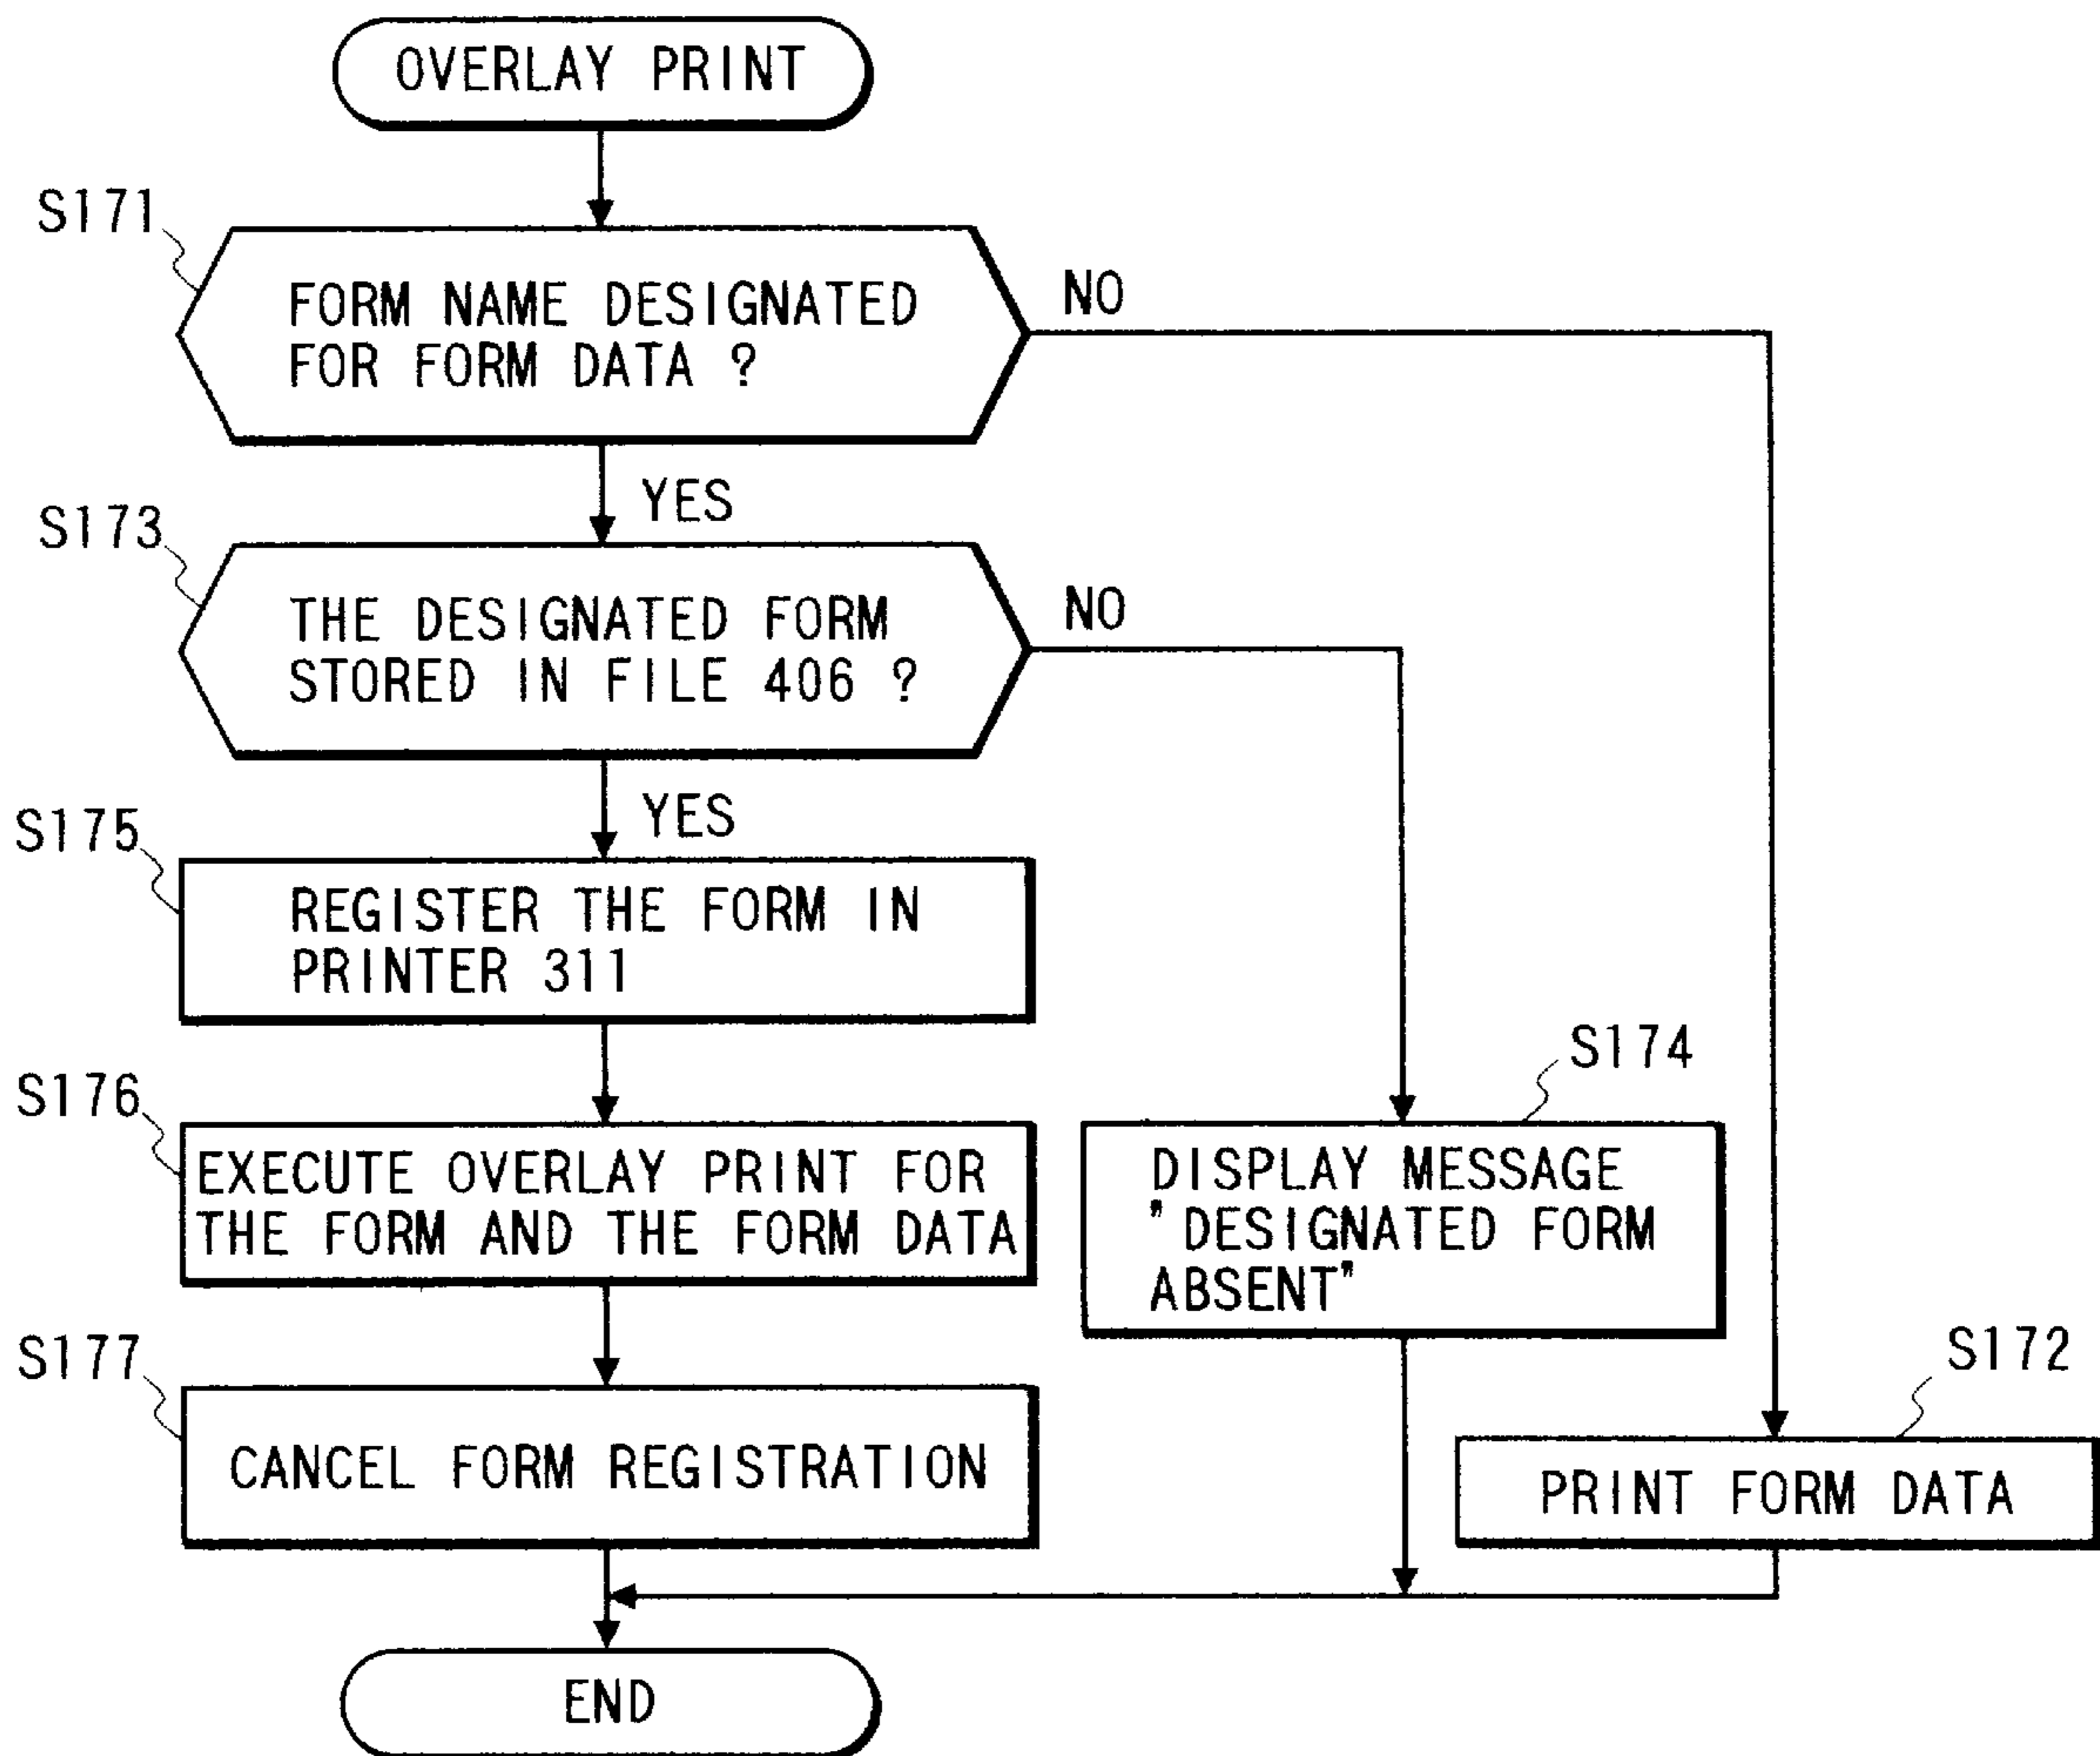 OVERLAY PRINT
S171
FORM NAME DESIGNATED
FOR FORM DATA ?
NO
YES
S173
THE DESIGNATED FORM
STORED IN FILE 406 ?
NO
YES
S175
REGISTER THE FORM IN
PRINTER 311
S176
EXECUTE OVERLAY PRINT FOR
THE FORM AND THE FORM DATA
S174
DISPLAY MESSAGE
"DESIGNATED FORM
ABSENT"
S177
CANCEL FORM REGISTRATION
S172
PRINT FORM DATA
END